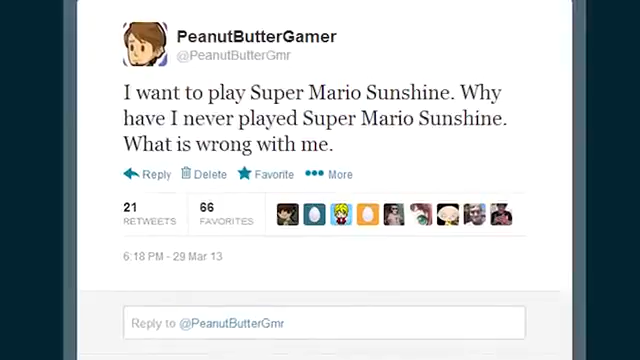 PeanutButterGamer
@PeanutButterGmr
I want to play Super Mario Sunshine. Why
have I never played Super Mario Sunshine.
What is wrong with me.
Reply Delete Favorite More
21 66
RETWEETS FAVORITES
6:18 PM - 29 Mar 13
Reply to @PeanutButterGmr